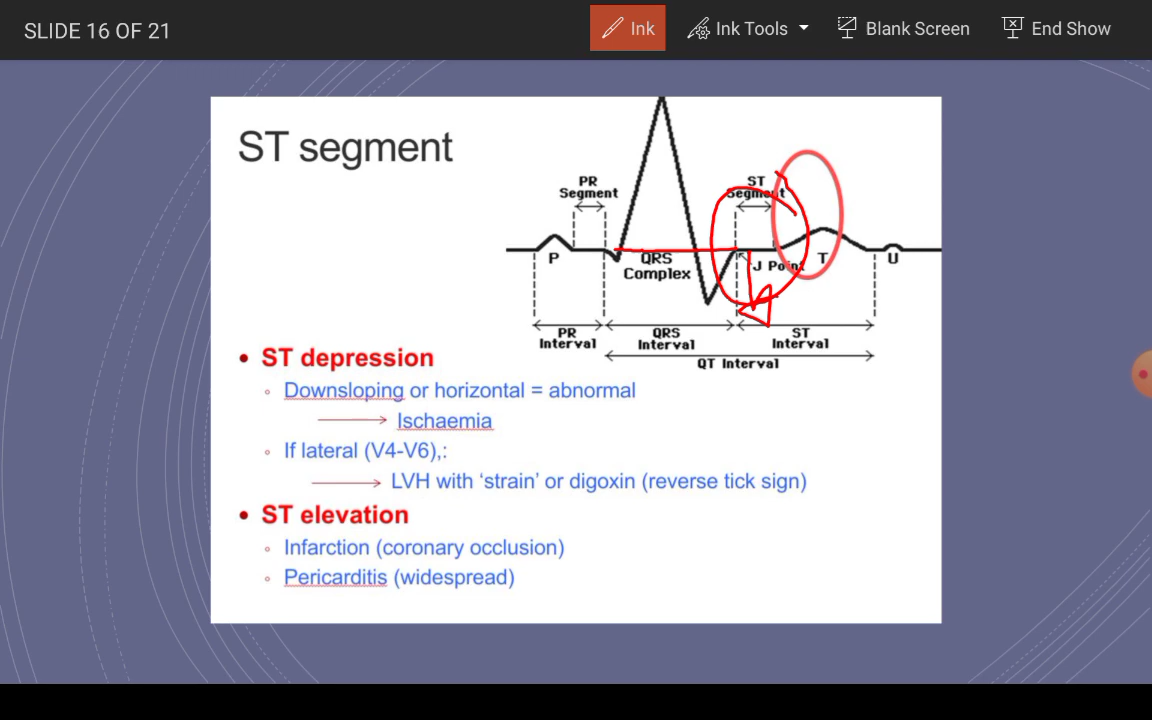 SLIDE 16 OF 21
Ink
Ink Tools
Blank Screen
End Show
ST segment
PR
Segment
ST
Segment
P
QRS
Complex
J Point
T
U
PR
Interval
QRS
Interval
ST
Interval
QT Interval
• ST depression
◦ Downsloping or horizontal = abnormal
Ischaemia
◦ If lateral (V4-V6),:
LVH with ‘strain’ or digoxin (reverse tick sign)
• ST elevation
◦ Infarction (coronary occlusion)
◦ Pericarditis (widespread)